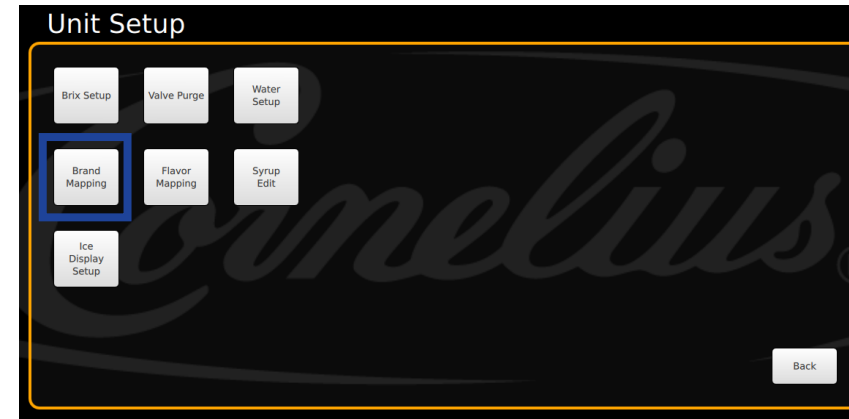 Unit Setup
Brix Setup
Valve Purge
Water
Setup
Brand
Mapping
Flavor
Mapping
Syrup
Edit
Ice
Display
Setup
Cornelius
Back